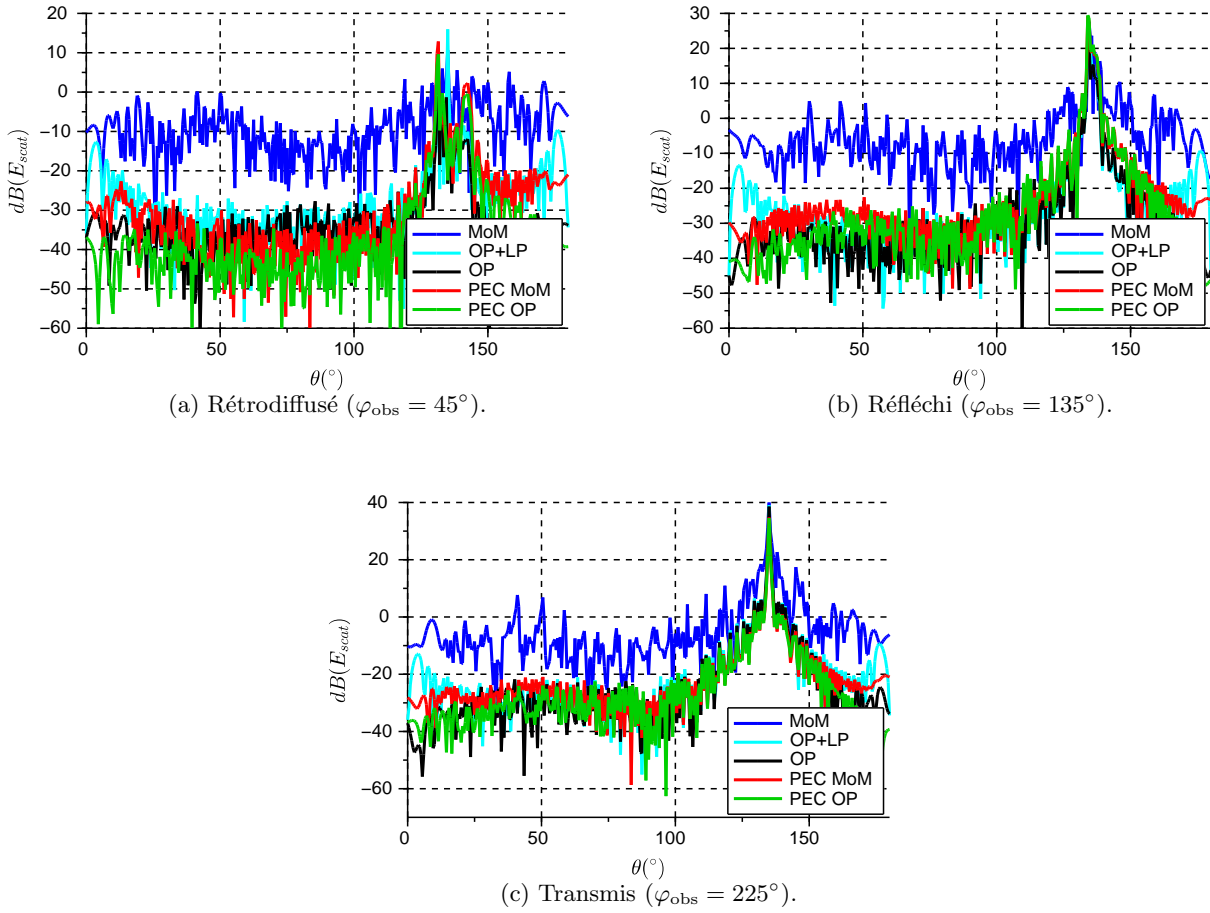 20
10
0
−10
−20
−30
−40
−50
−60
0
50
100
150
dB(E_scat)
θ(°)
MoM
OP+LP
OP
PEC MoM
PEC OP
(a) Rétrodiffusé (φobs = 45°).
30
20
10
0
−10
−20
−30
−40
−50
−60
0
50
100
150
dB(E_scat)
θ(°)
MoM
OP+LP
OP
PEC MoM
PEC OP
(b) Réfléchi (φobs = 135°).
40
20
0
−20
−40
−60
0
50
100
150
dB(E_scat)
θ(°)
MoM
OP+LP
OP
PEC MoM
PEC OP
(c) Transmis (φobs = 225°).